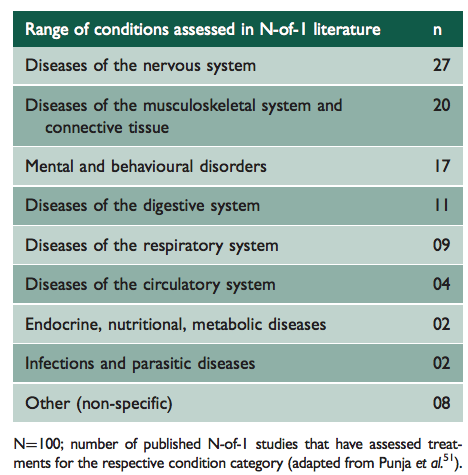 Range of conditions assessed in N-of-1 literature n
Diseases of the nervous system 27
Diseases of the musculoskeletal system and
connective tissue 20
Mental and behavioural disorders 17
Diseases of the digestive system 11
Diseases of the respiratory system 09
Diseases of the circulatory system 04
Endocrine, nutritional, metabolic diseases 02
Infections and parasitic diseases 02
Other (non-specific) 08
N=100; number of published N-of-1 studies that have assessed treat-
ments for the respective condition category (adapted from Punja et al.51).